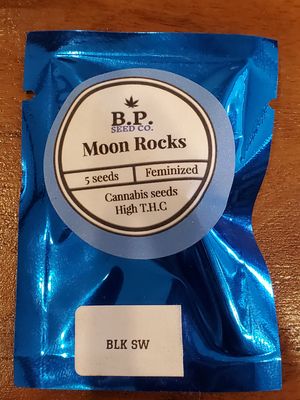 B.P.
SEED CO.
Moon Rocks
5 seeds Feminized
Cannabis seeds
High T.H.C
BLK SW